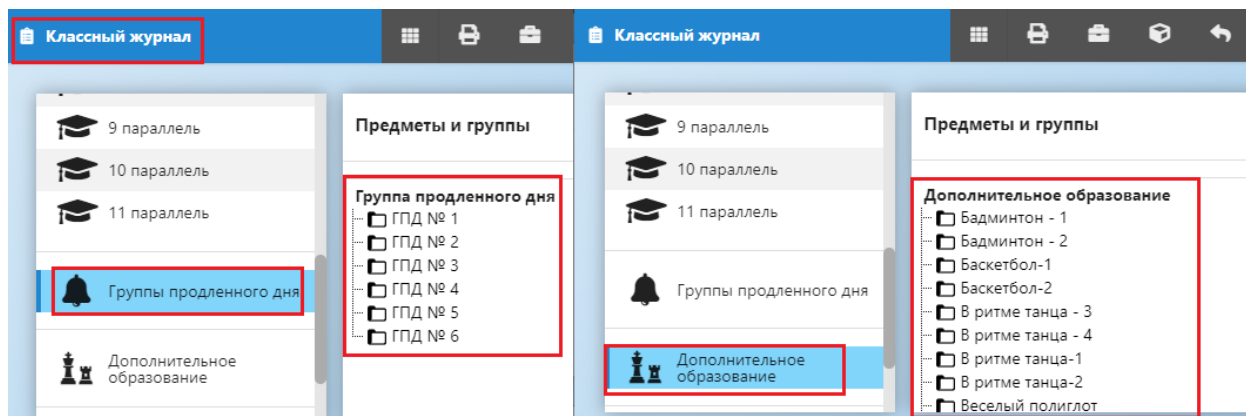 Классный журнал
9 параллель
10 параллель
11 параллель
Группы продленного дня
Дополнительное
образование
Предметы и группы
Группа продленного дня
ГПД № 1
ГПД № 2
ГПД № 3
ГПД № 4
ГПД № 5
ГПД № 6
Классный журнал
9 параллель
10 параллель
11 параллель
Группы продленного дня
Дополнительное
образование
Предметы и группы
Дополнительное образование
Бадминтон - 1
Бадминтон - 2
Баскетбол-1
Баскетбол-2
В ритме танца - 3
В ритме танца - 4
В ритме танца-1
В ритме танца-2
Веселый полиглот